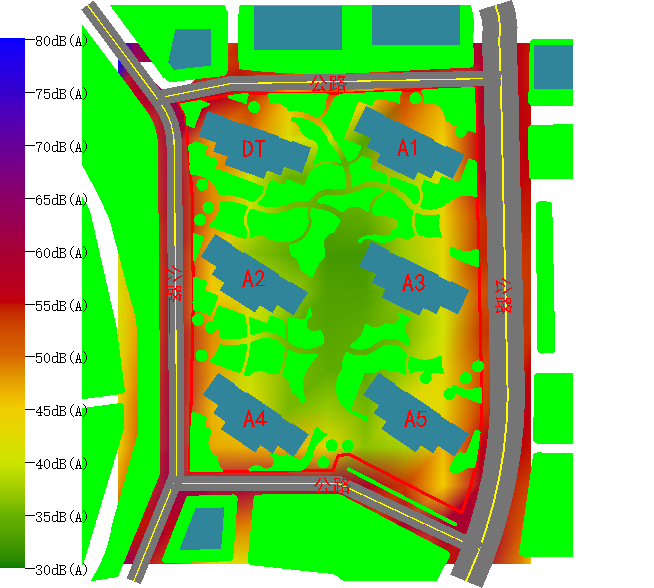 80dB(A)
75dB(A)
70dB(A)
65dB(A)
60dB(A)
55dB(A)
50dB(A)
45dB(A)
40dB(A)
35dB(A)
30dB(A)
公路
DT
A1
A2
A3
公路
公路
A4
A5
公路